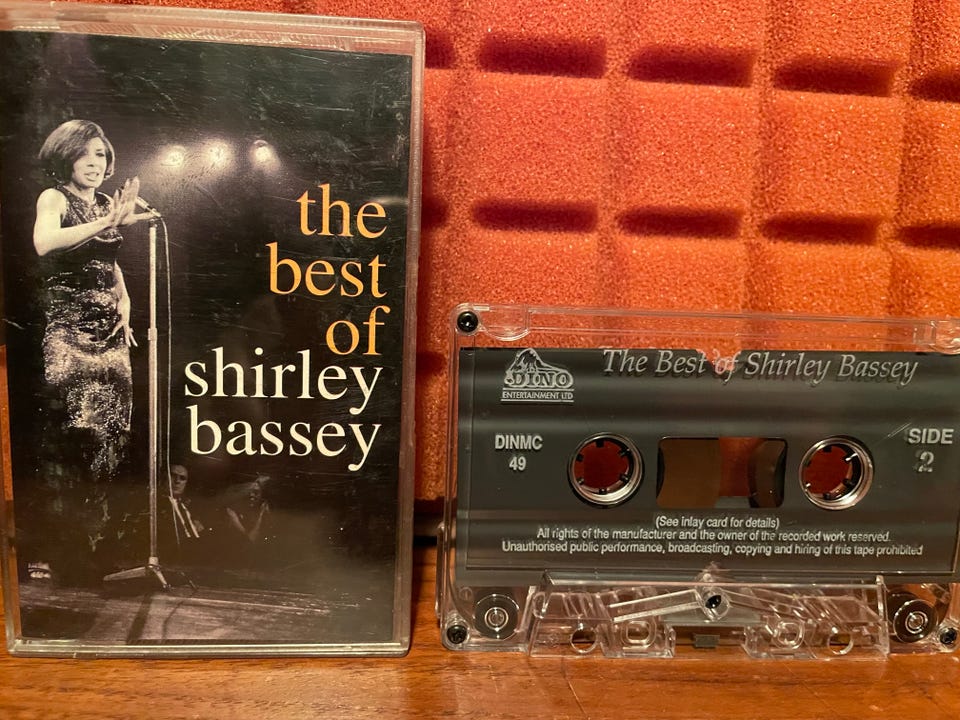 the
best
of
shirley
bassey
DINO
ENTERTAINMENT LTD
The Best of Shirley Bassey
DINMC
49
SIDE
2
(See inlay card for details)
All rights of the manufacturer and the owner of the recorded work reserved.
Unauthorised public performance, broadcasting, copying and hiring of this tape prohibited